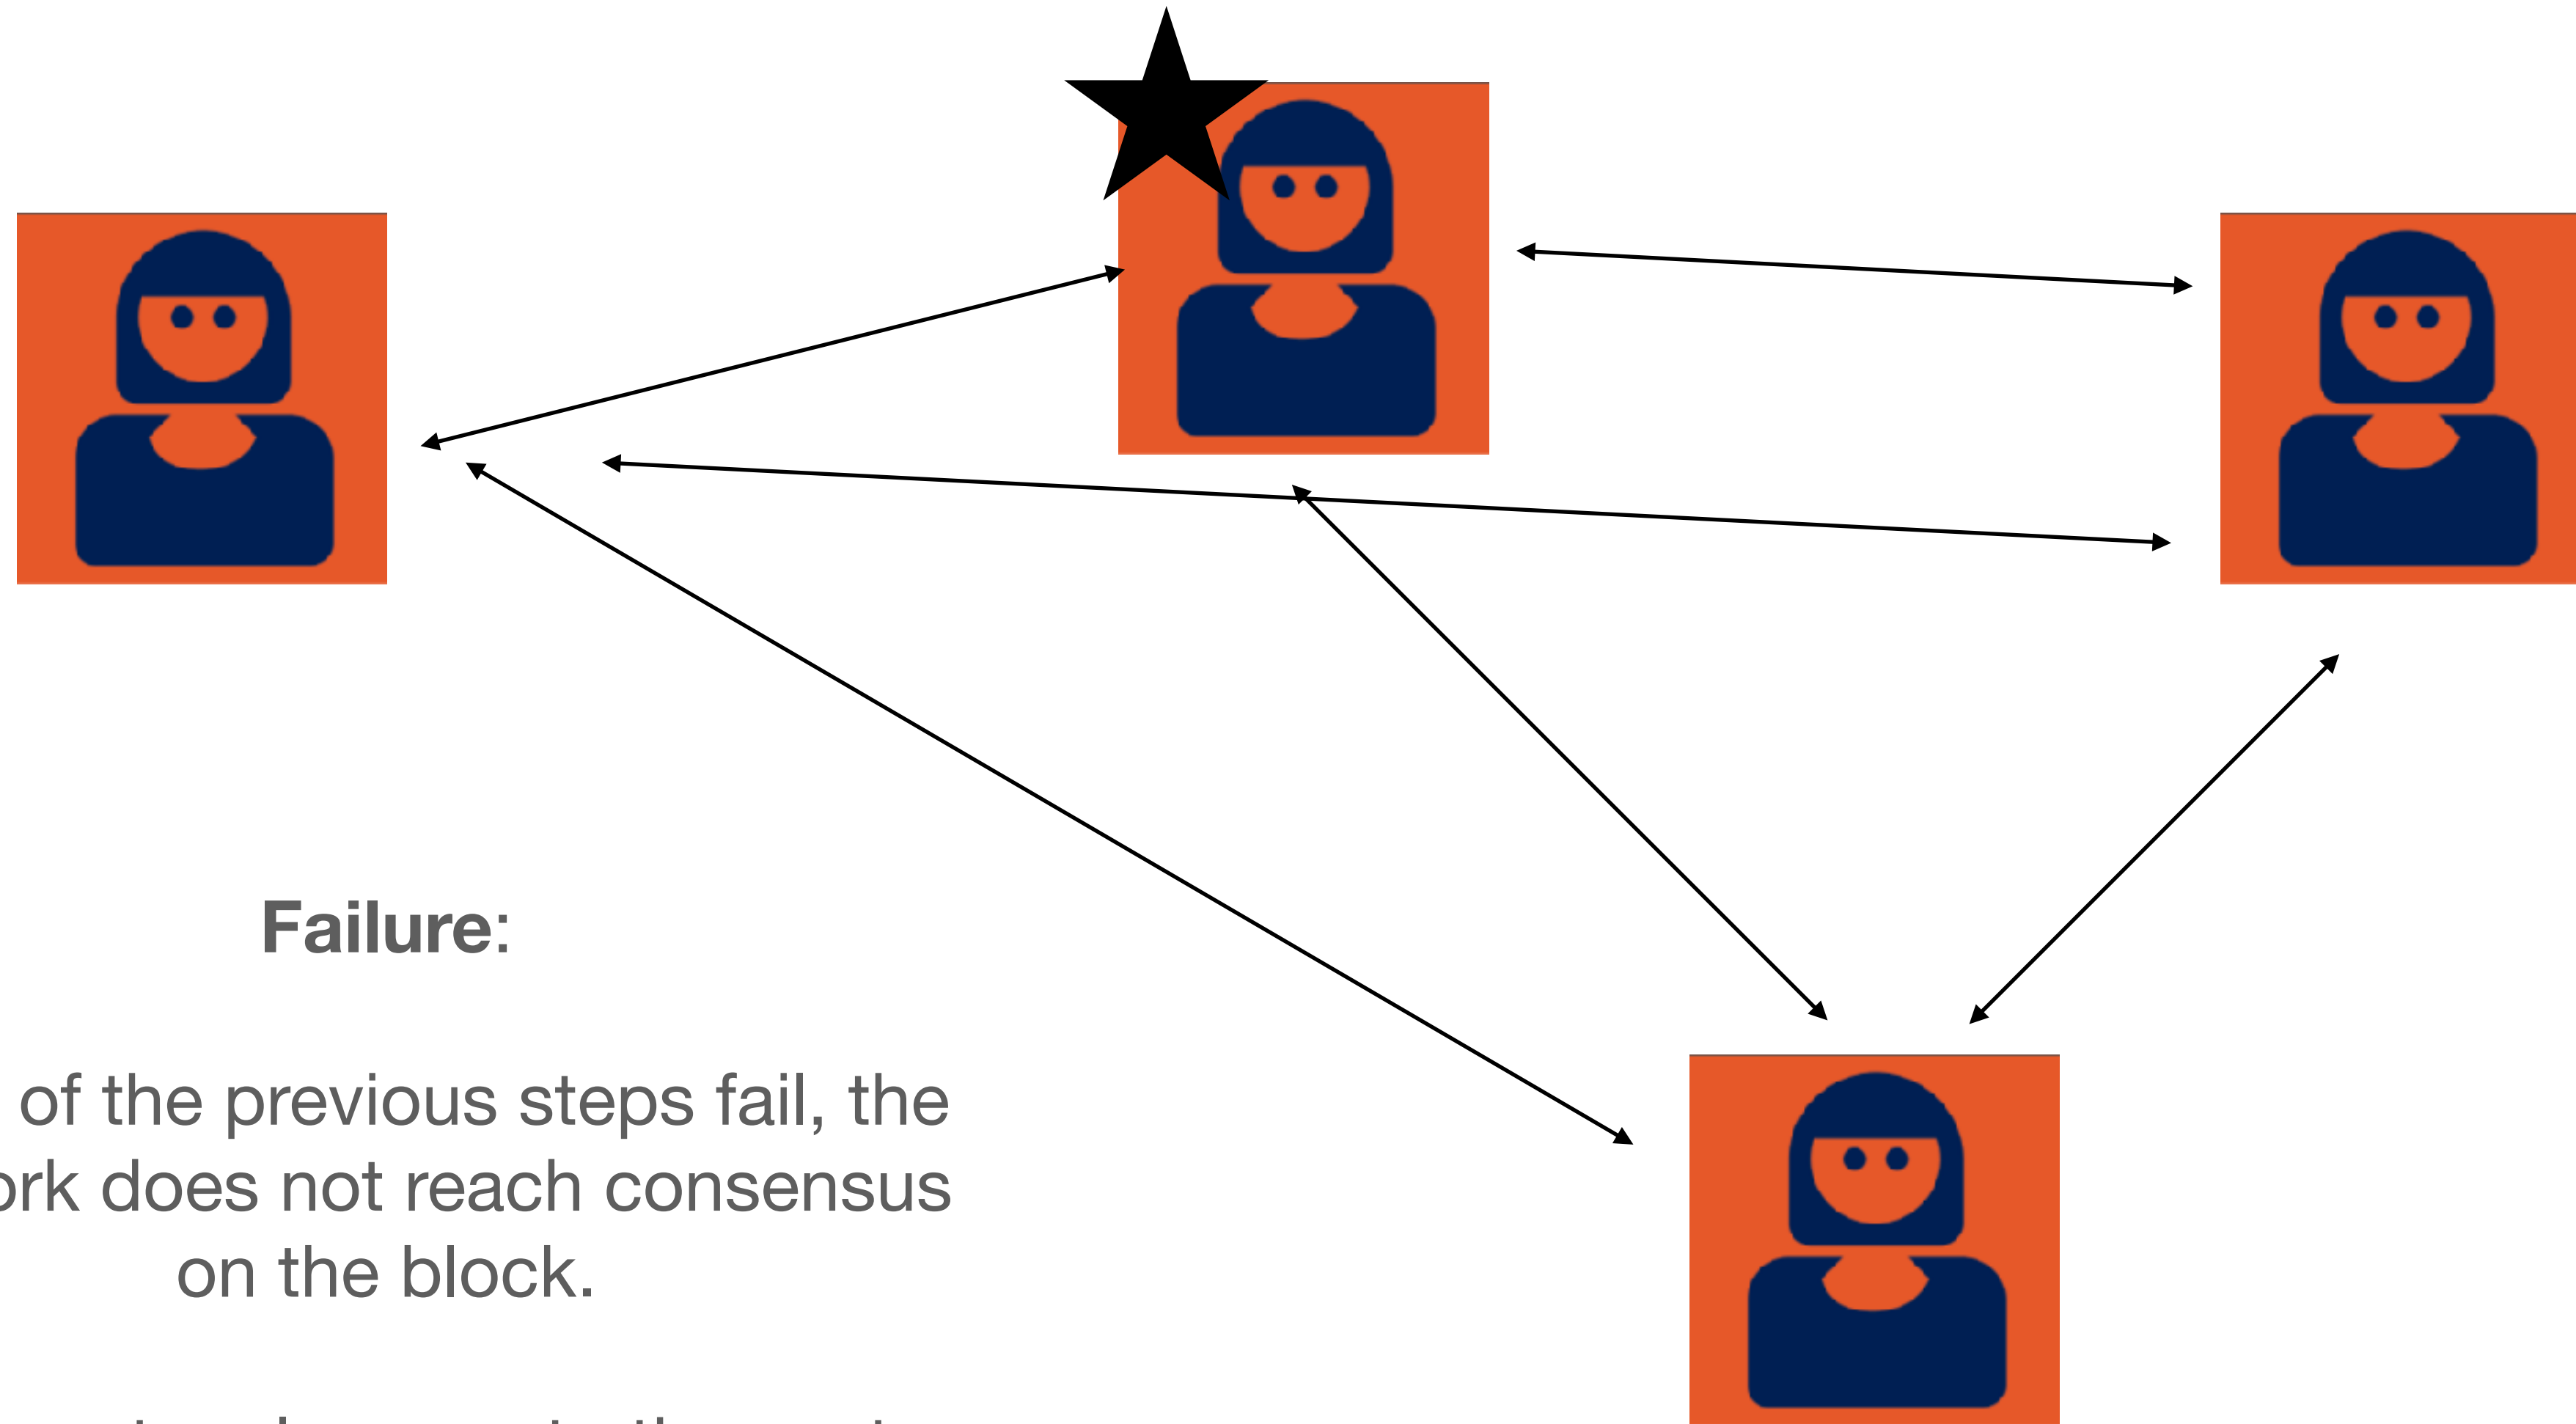 Failure:
of the previous steps fail, the
does not reach consensus
on the block.